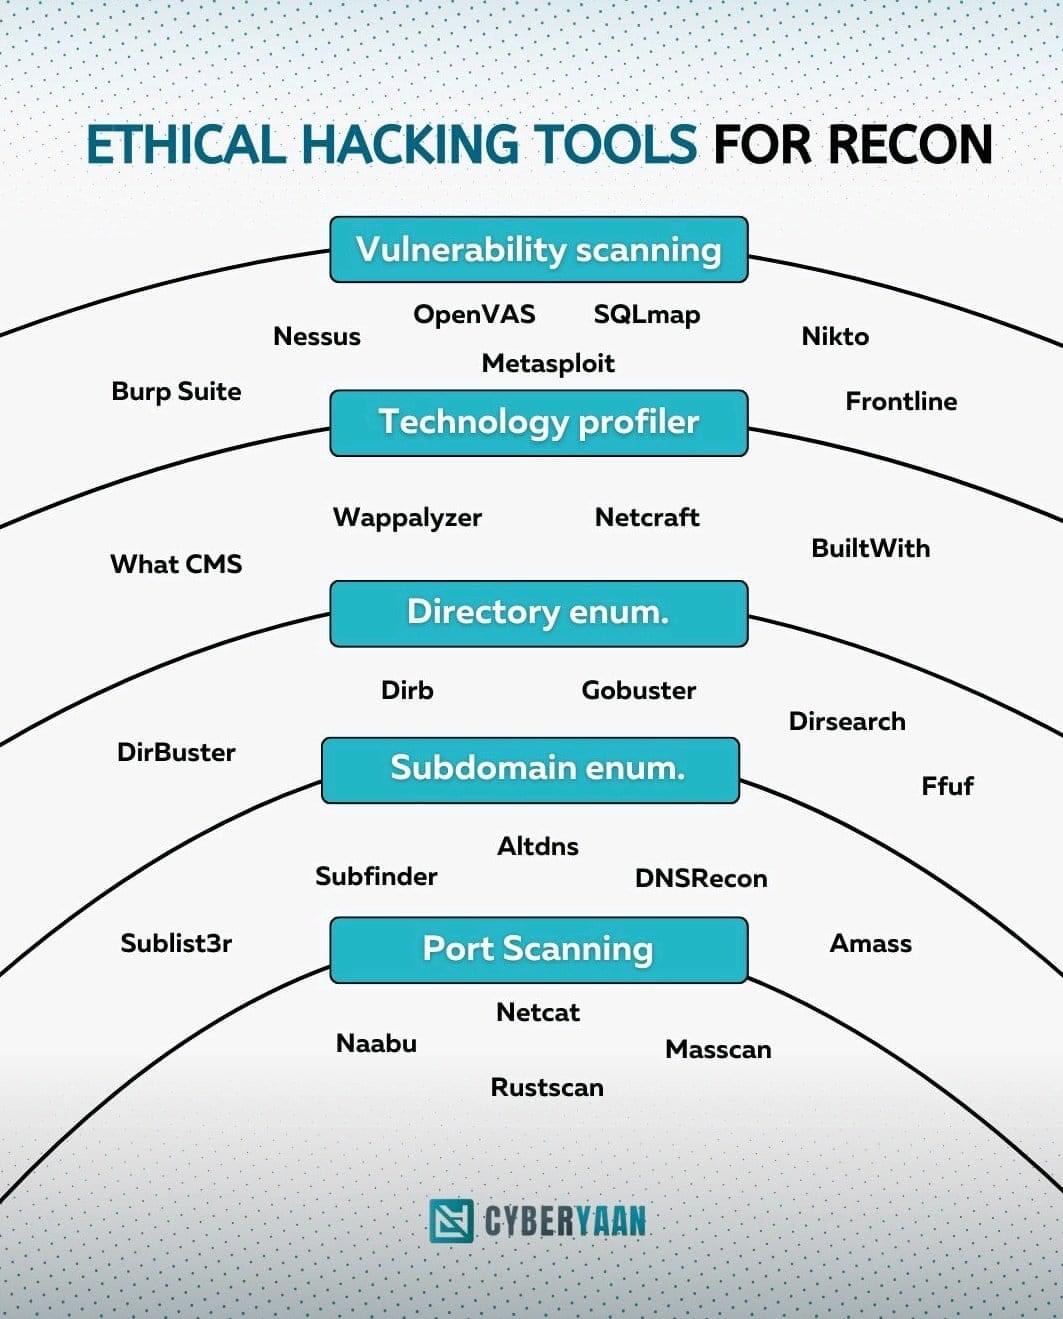 ETHICAL HACKING TOOLS FOR RECON
Vulnerability scanning
OpenVAS
SQLmap
Nessus
Nikto
Metasploit
Burp Suite
Frontline
Technology profiler
Wappalyzer
Netcraft
BuiltWith
What CMS
Directory enum.
Dirb
Gobuster
Dirsearch
DirBuster
Ffuf
Subdomain enum.
Altdns
Subfinder
DNSRecon
Sublist3r
Amass
Port Scanning
Netcat
Naabu
Masscan
Rustscan
CYBERYAAN